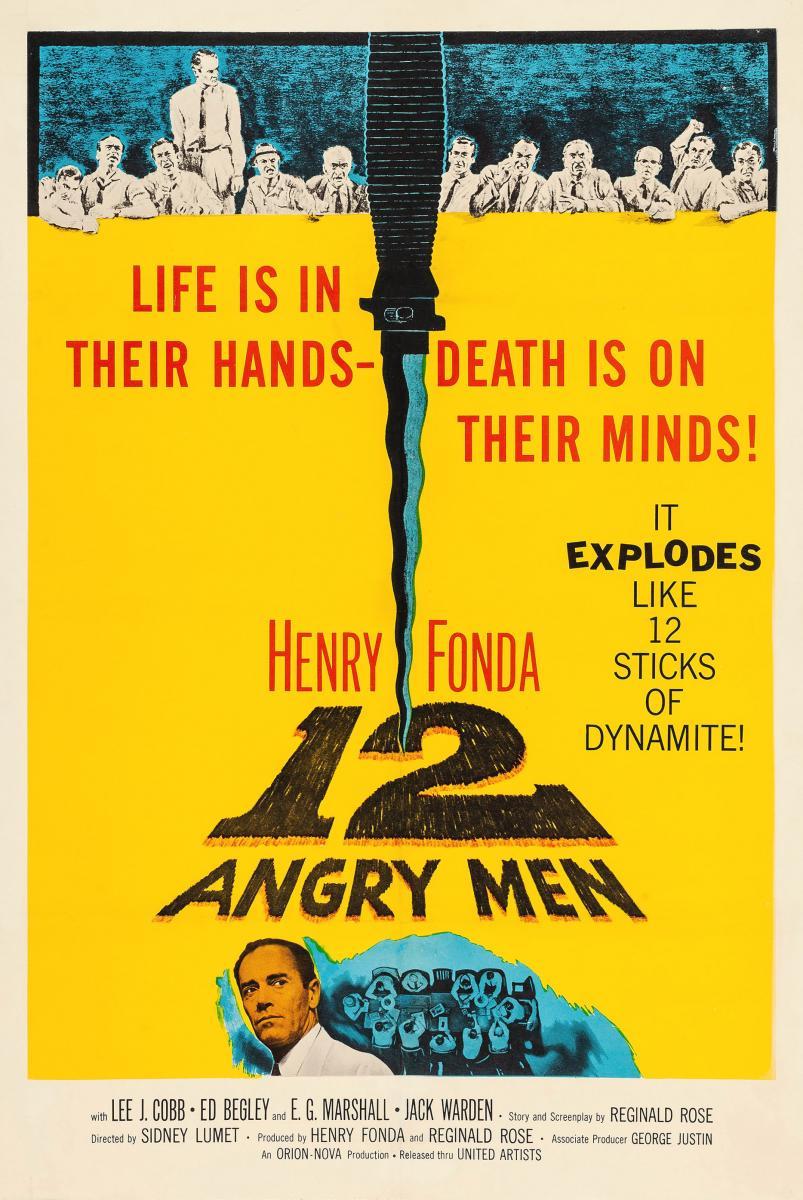 LIFE IS IN
THEIR HANDS- DEATH IS ON
THEIR MINDS!
IT
EXPLODES
LIKE
12
STICKS
OF
DYNAMITE!
HENRY FONDA
12
ANGRY MEN
with LEE J. COBB • ED BEGLEY and E. G. MARSHALL • JACK WARDEN • Story and Screenplay by REGINALD ROSE
Directed by SIDNEY LUMET • Produced by HENRY FONDA and REGINALD ROSE • Associate Producer GEORGE JUSTIN
An ORION-NOVA Production • Released thru UNITED ARTISTS